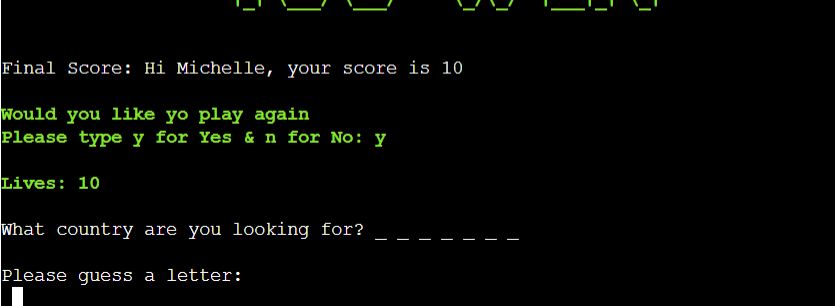 Final Score: Hi Michelle, your score is 10
Would you like yo play again
Please type y for Yes & n for No: y
Lives: 10
What country are you looking for? _ _ _ _ _ _ _
Please guess a letter: